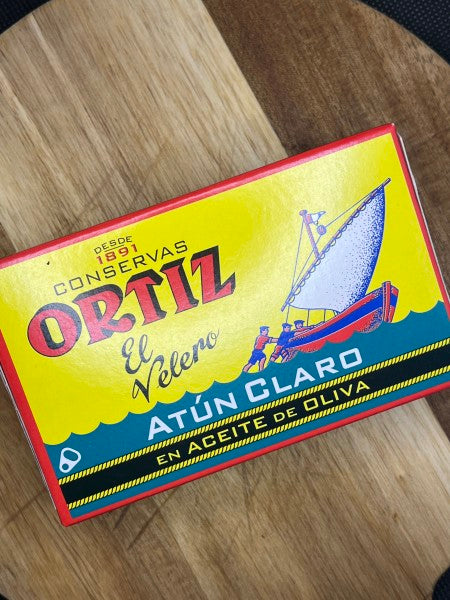 DESDE
1891
CONSERVAS
ORTIZ
El
Velero
ATÚN CLARO
EN ACEITE DE OLIVA